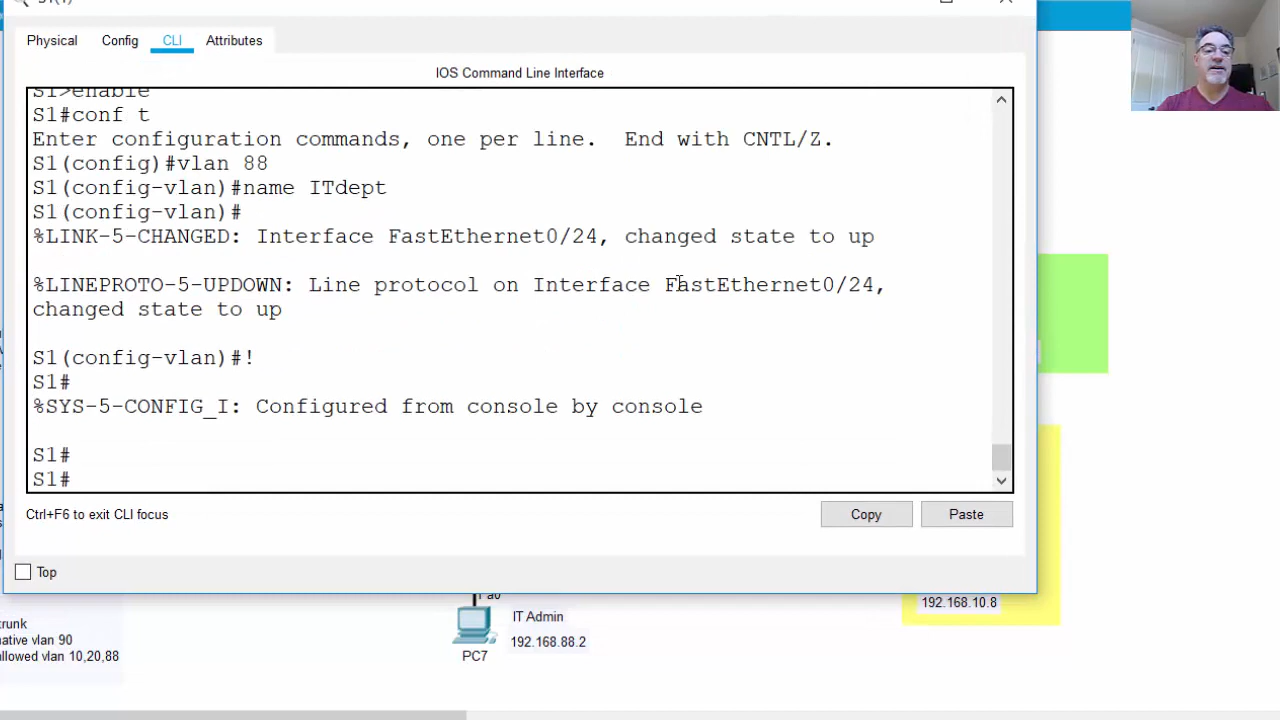 S1(1)
Physical
Config
CLI
Attributes
IOS Command Line Interface
S1>enable
S1#conf t
Enter configuration commands, one per line.  End with CNTL/Z.
S1(config)#vlan 88
S1(config-vlan)#name ITdept
S1(config-vlan)#
%LINK-5-CHANGED: Interface FastEthernet0/24, changed state to up
%LINEPROTO-5-UPDOWN: Line protocol on Interface FastEthernet0/24,
changed state to up
S1(config-vlan)#!
S1#
%SYS-5-CONFIG_I: Configured from console by console
S1#
S1#
Ctrl+F6 to exit CLI focus
Copy
Paste
Top
Fa0
IT Admin
192.168.88.2
PC7
192.168.10.8
trunk
native vlan 90
allowed vlan 10,20,88